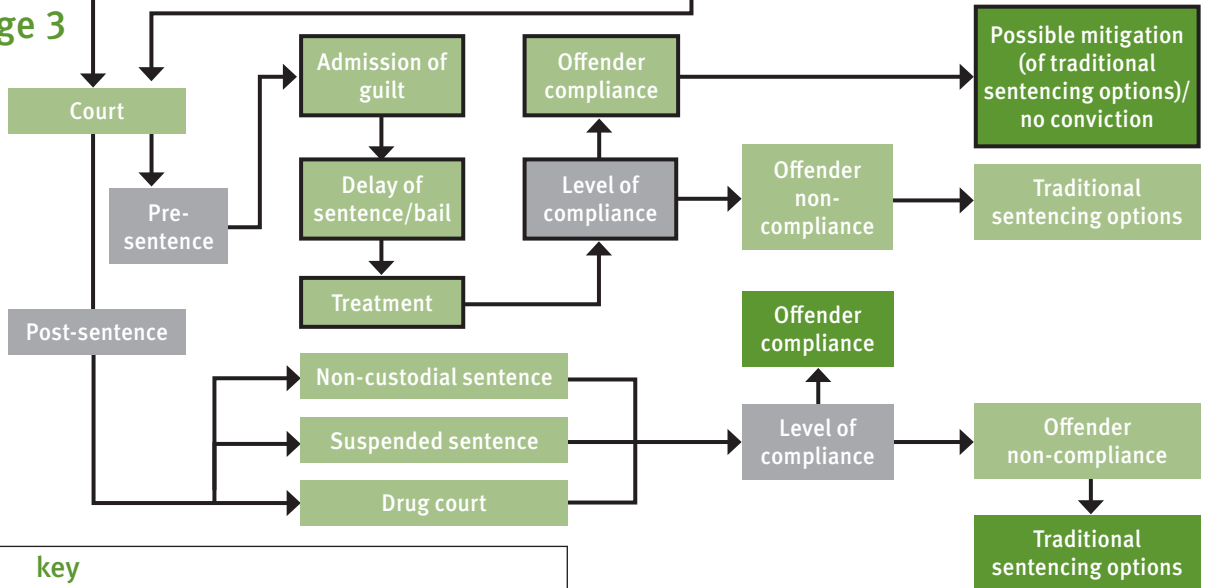 ge 3
Court
Pre-
sentence
Post-sentence
Admission of
guilt
Delay of
sentence/bail
Treatment
Offender
compliance
Level of
compliance
Possible mitigation
(of traditional
sentencing options)/
no conviction
Offender
non-
compliance
Traditional
sentencing options
Non-custodial sentence
Suspended sentence
Drug court
Offender
compliance
Level of
compliance
Offender
non-compliance
Traditional
sentencing options
key